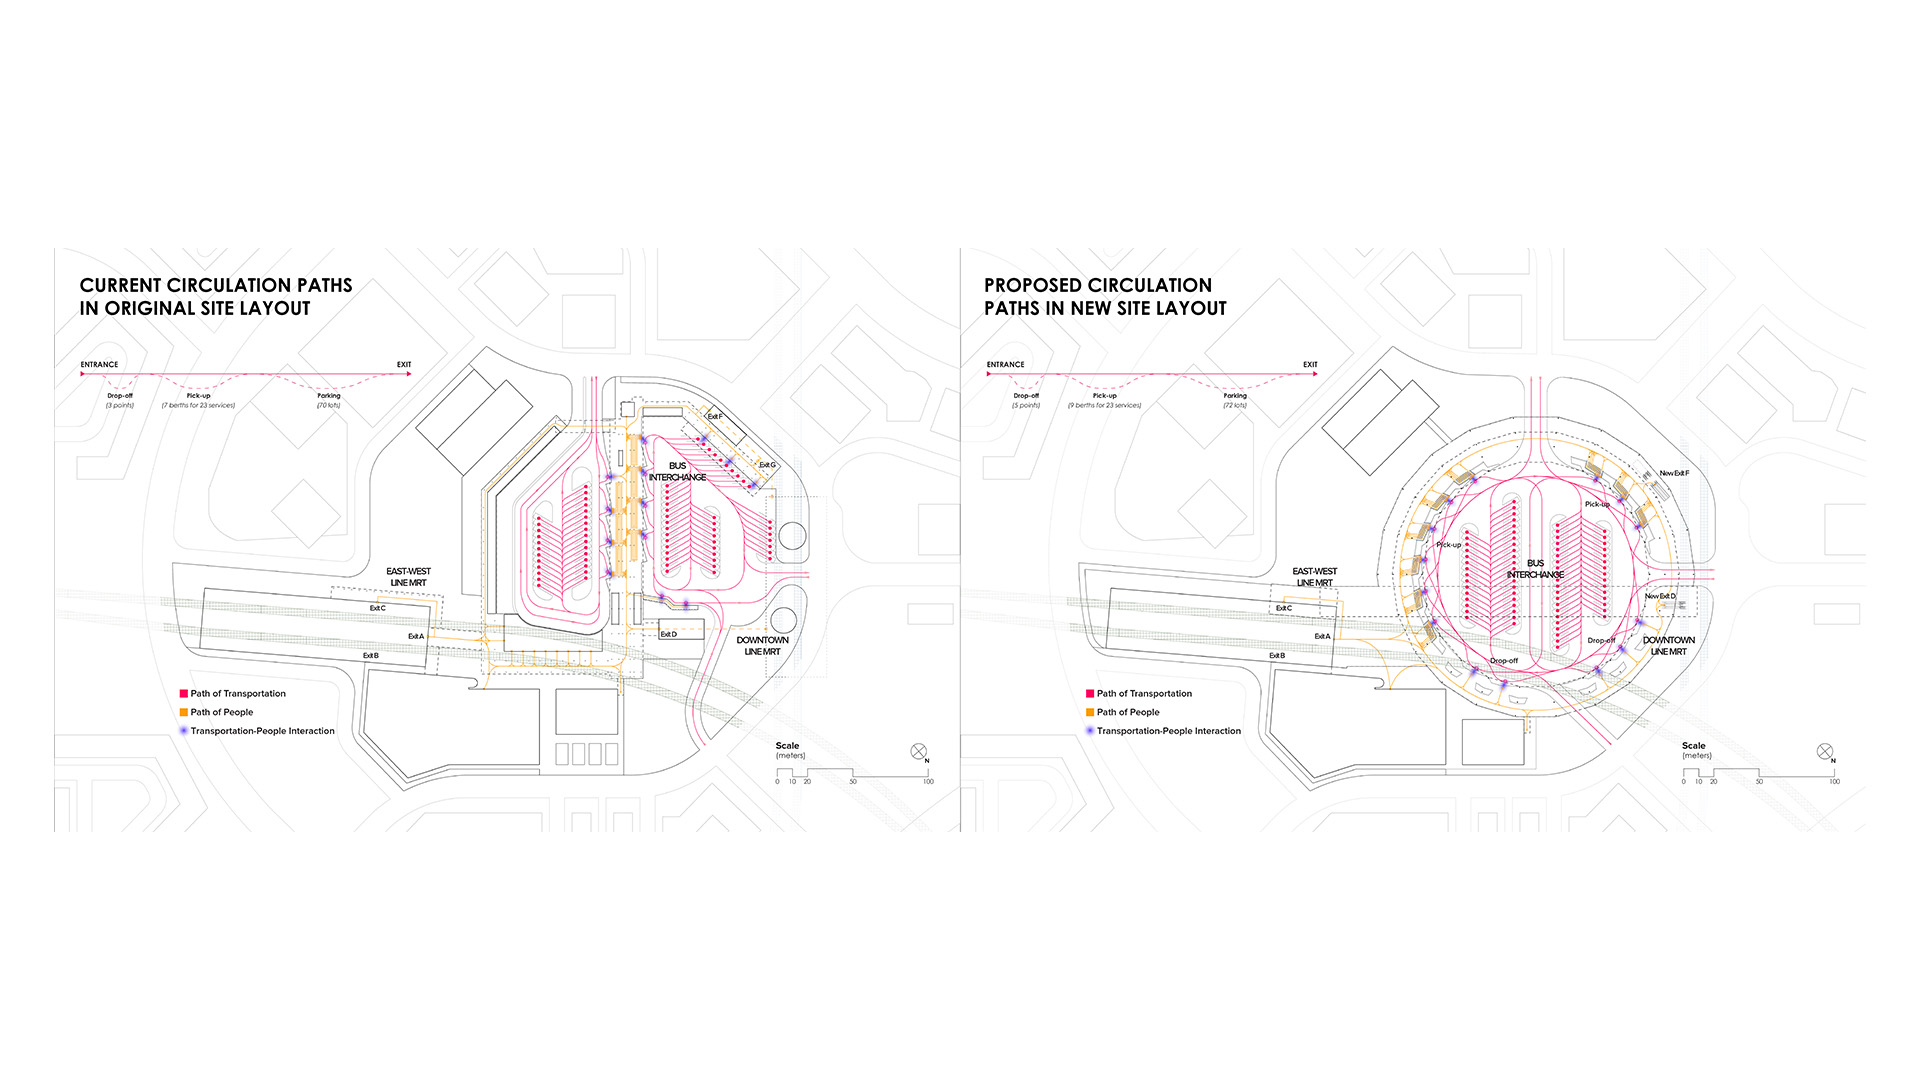 CURRENT CIRCULATION PATHS
IN ORIGINAL SITE LAYOUT
ENTRANCE
EXIT
Drop-off
(3 points)
Pick-up
(7 berths for 23 services)
Parking
(70 lots)
Exit F
BUS
INTERCHANGE
Exit G
EAST-WEST
LINE MRT
Exit C
Exit A
Exit B
Exit D
DOWNTOWN
LINE MRT
Path of Transportation
Path of People
Transportation-People Interaction
Scale
(meters)
0 10 20 50 100
N
PROPOSED CIRCULATION
PATHS IN NEW SITE LAYOUT
ENTRANCE
EXIT
Drop-off
(5 points)
Pick-up
(9 berths for 23 services)
Parking
(72 lots)
New Exit F
Pick-up
Pick-up
BUS
INTERCHANGE
EAST-WEST
LINE MRT
New Exit D
Exit C
Exit A
Exit B
Drop-off
DOWNTOWN
LINE MRT
Drop-off
Path of Transportation
Path of People
Transportation-People Interaction
Scale
(meters)
0 10 20 50 100
N